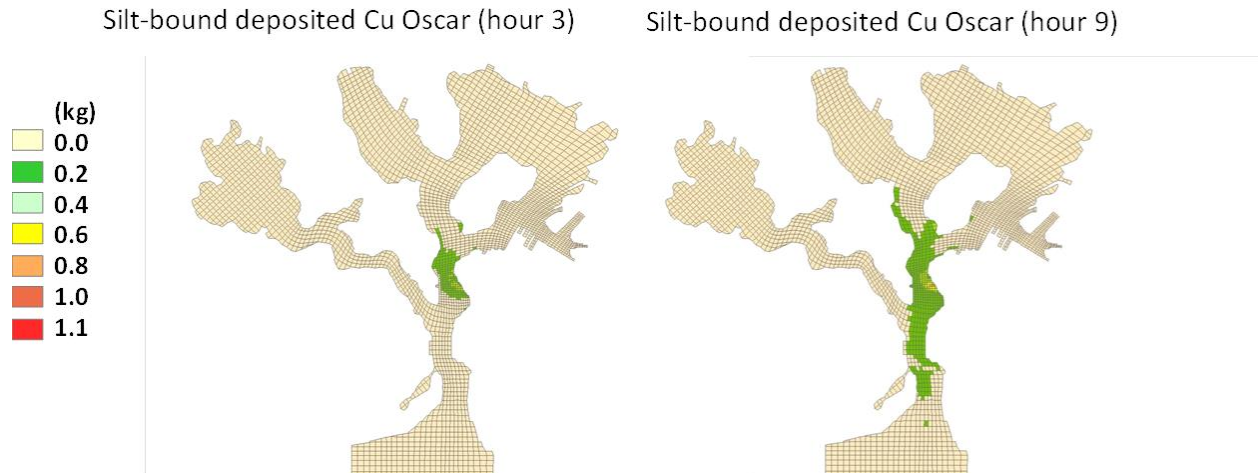 Silt-bound deposited Cu Oscar (hour 3)
Silt-bound deposited Cu Oscar (hour 9)
(kg)
0.0
0.2
0.4
0.6
0.8
1.0
1.1